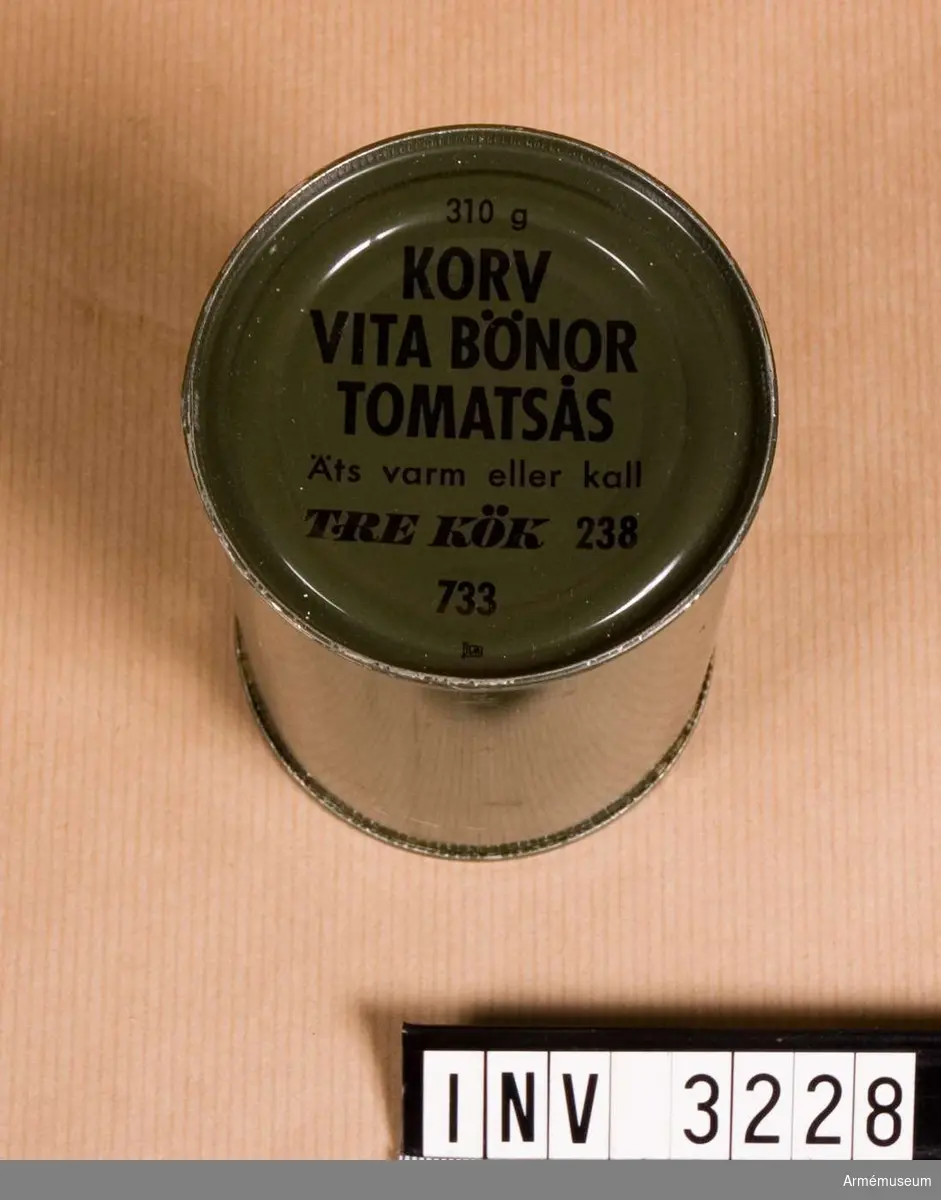 310 g
KORV
VITA BÖNOR
TOMATSÅS
Äts varm eller kall
TRE KÖK 238
733
INV 3228
Armémuseum